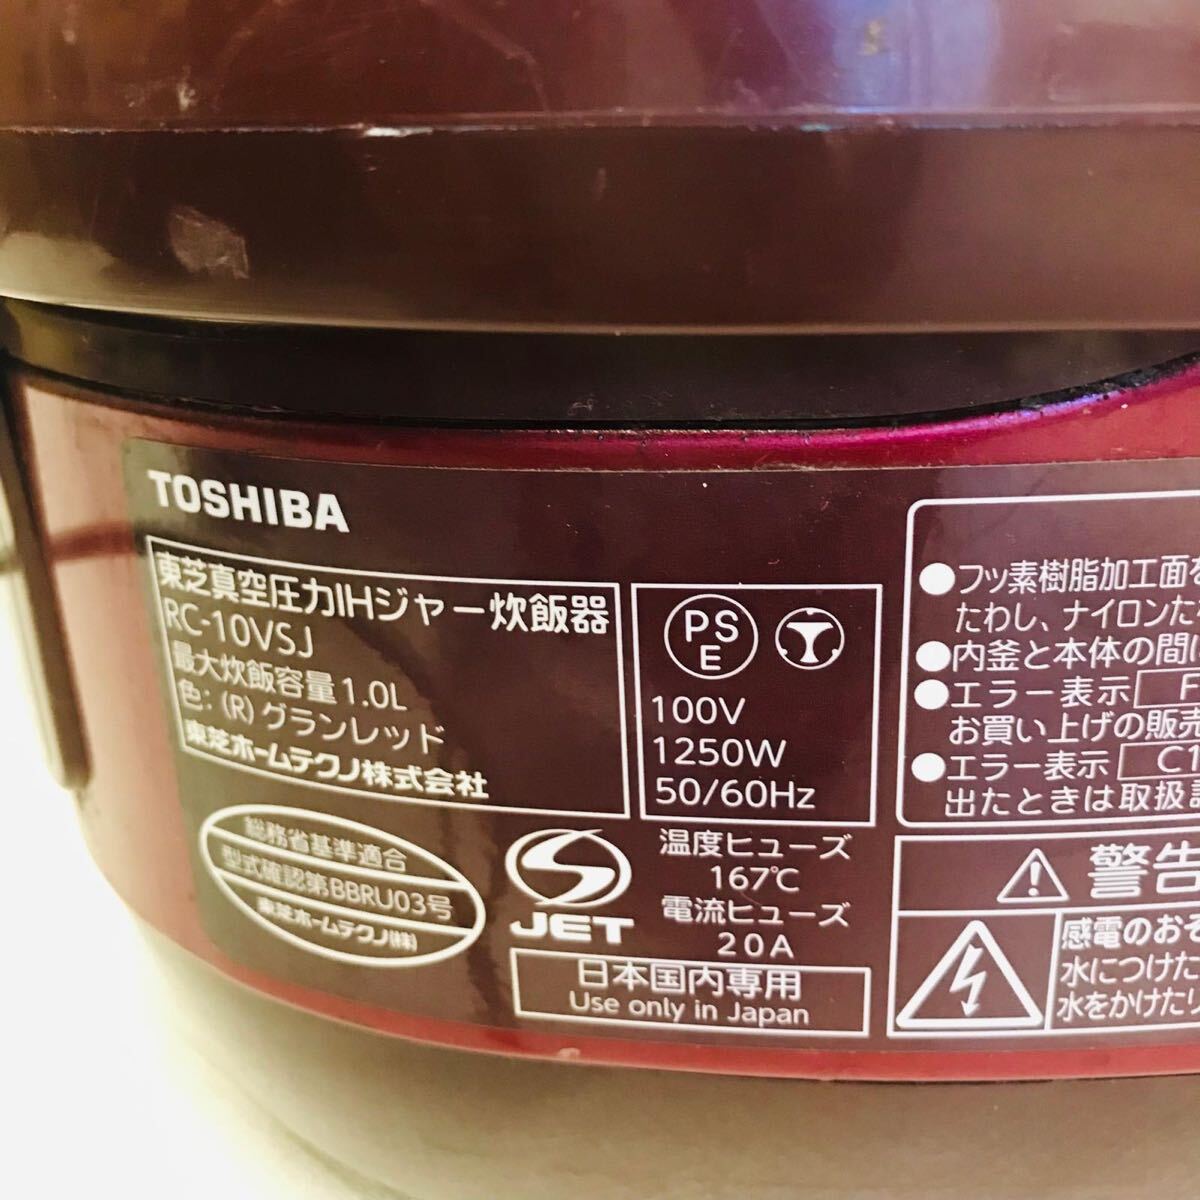 TOSHIBA
東芝真空圧力IHジャー炊飯器
RC-10VSJ
最大炊飯容量1.0L
色：(R)グランレッド
東芝ホームテクノ株式会社
PS
E
100V
1250W
50/60Hz
総務省基準適合
型式確認第BBRU03号
東芝ホームテクノ(株)
JET
温度ヒューズ
167℃
電流ヒューズ
20A
日本国内専用
Use only in Japan
●フッ素樹脂加工面を
たわし、ナイロンた
●内釜と本体の間に
●エラー表示 F
お買い上げの販売
●エラー表示 C1
出たときは取扱説
警告
感電のおそ
水につけた
水をかけたり